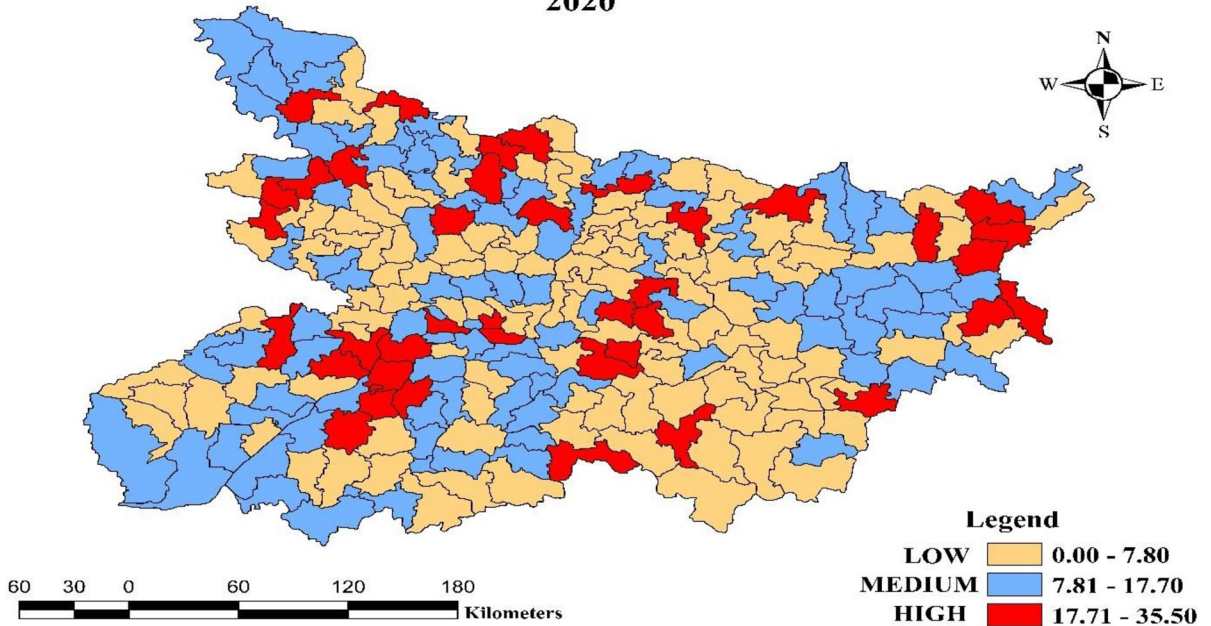 2020
N
W E
S
Legend
LOW 0.00 - 7.80
MEDIUM 7.81 - 17.70
HIGH 17.71 - 35.50
60 30 0 60 120 180
Kilometers